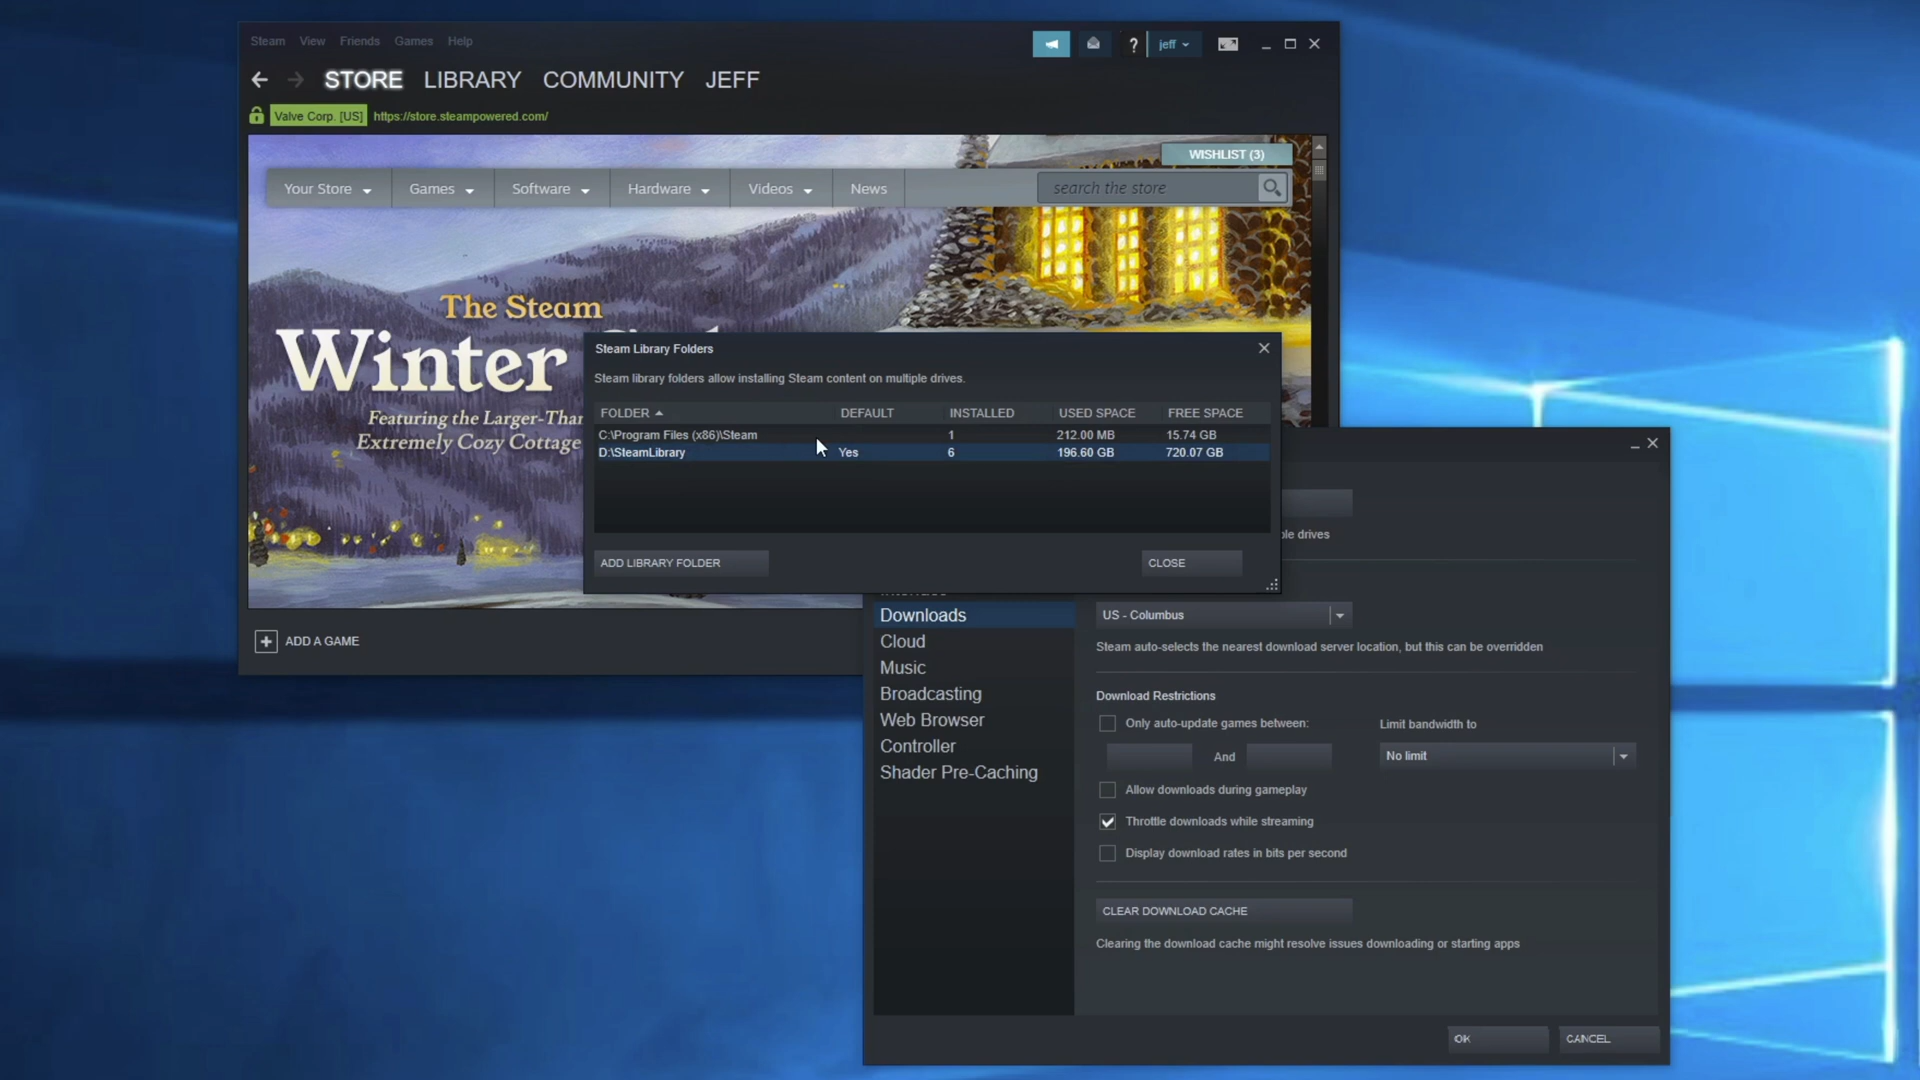 Steam View Friends Games Help
? jeff
STORE LIBRARY COMMUNITY JEFF
Valve Corp. [US] https://store.steampowered.com/
WISHLIST (3)
Your Store Games Software Hardware Videos News search the store
The Steam
Winter
Featuring the Larger-Than
Extremely Cozy Cottage
Steam Library Folders
Steam library folders allow installing Steam content on multiple drives.
FOLDER DEFAULT INSTALLED USED SPACE FREE SPACE
C:\Program Files (x86)\Steam 1 212.00 MB 15.74 GB
D:\SteamLibrary Yes 6 196.60 GB 720.07 GB
ADD LIBRARY FOLDER CLOSE
ADD A GAME
ple drives
Downloads
Cloud
Music
Broadcasting
Web Browser
Controller
Shader Pre-Caching
US - Columbus
Steam auto-selects the nearest download server location, but this can be overridden
Download Restrictions
Only auto-update games between: Limit bandwidth to
And No limit
Allow downloads during gameplay
Throttle downloads while streaming
Display download rates in bits per second
CLEAR DOWNLOAD CACHE
Clearing the download cache might resolve issues downloading or starting apps
OK CANCEL